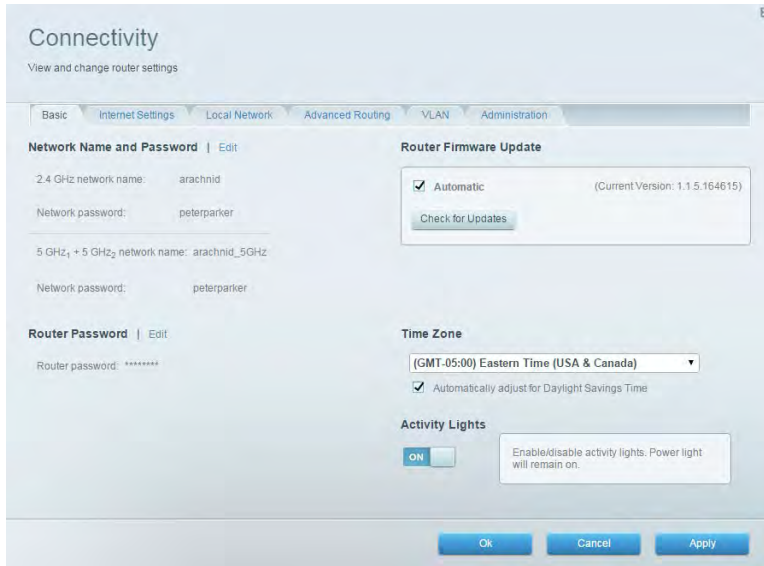 Connectivity
View and change router settings
Basic Internet Settings Local Network Advanced Routing VLAN Administration
Network Name and Password | Edit
2.4 GHz network name: arachnid
Network password: peterparker
5 GHz1 + 5 GHz2 network name: arachnid_5GHz
Network password: peterparker
Router Password | Edit
Router password: ********
Router Firmware Update
Automatic (Current Version: 1.1.5.164615)
Check for Updates
Time Zone
(GMT-05:00) Eastern Time (USA & Canada)
Automatically adjust for Daylight Savings Time
Activity Lights
ON
Enable/disable activity lights. Power light
will remain on.
Ok Cancel Apply